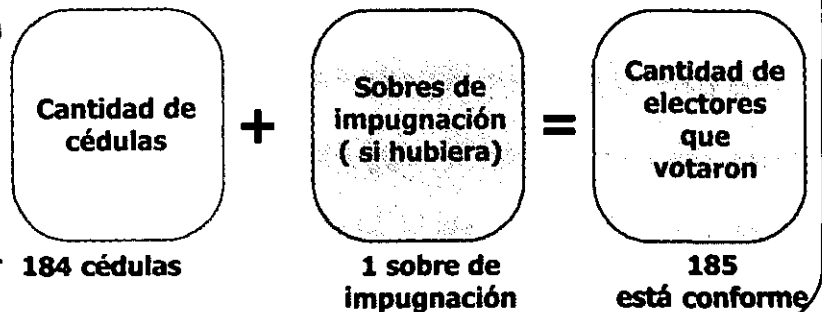 Cantidad de
cédulas
+
Sobres de
impugnación
( si hubiera)
=
Cantidad de
electores
que
votaron
184 cédulas
1 sobre de
impugnación
185
está conforme